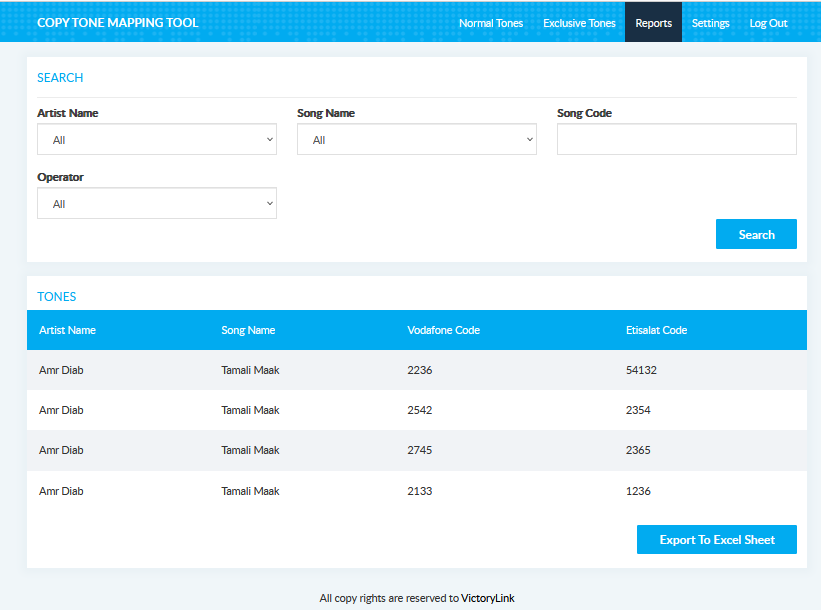 COPY TONE MAPPING TOOL Normal Tones Exclusive Tones Reports Settings Log Out
SEARCH
Artist Name Song Name Song Code
All All
Operator
All
Search
TONES
Artist Name Song Name Vodafone Code Etisalat Code
Amr Diab Tamali Maak 2236 54132
Amr Diab Tamali Maak 2542 2354
Amr Diab Tamali Maak 2745 2365
Amr Diab Tamali Maak 2133 1236
Export To Excel Sheet
All copy rights are reserved to VictoryLink